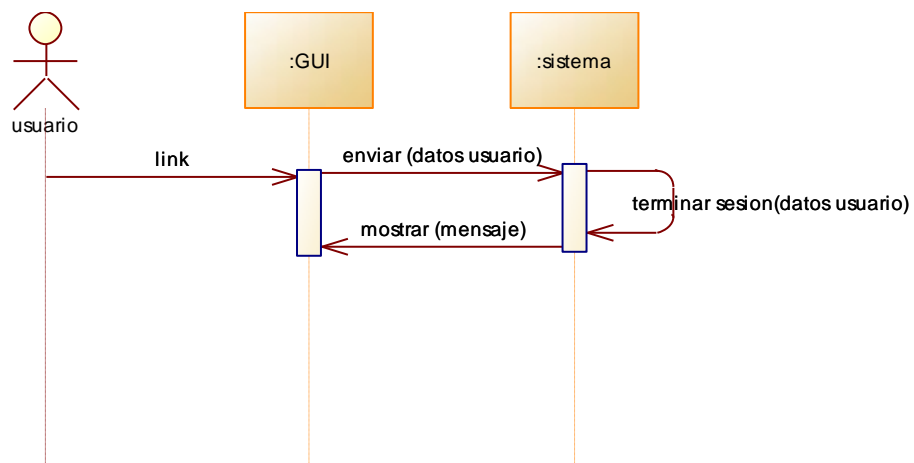 :GUI
:sistema
usuario
link
enviar (datos usuario)
terminar sesion(datos usuario)
mostrar (mensaje)